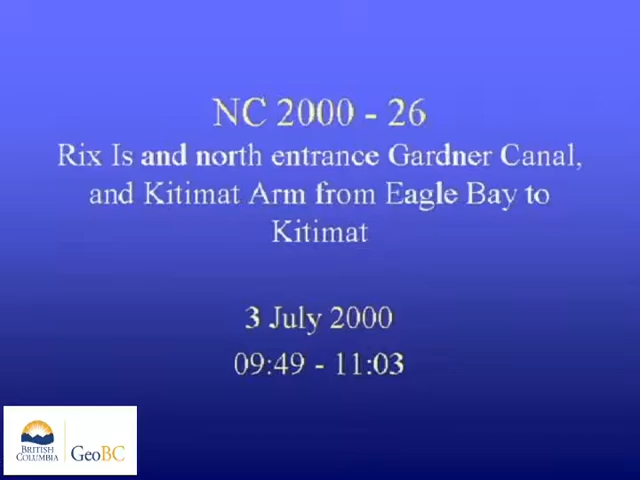 NC 2000 - 26
Rix Is and north entrance Gardner Canal,
and Kitimat Arm from Eagle Bay to
Kitimat
3 July 2000
09:49 - 11:03
BRITISH
COLUMBIA
GeoBC